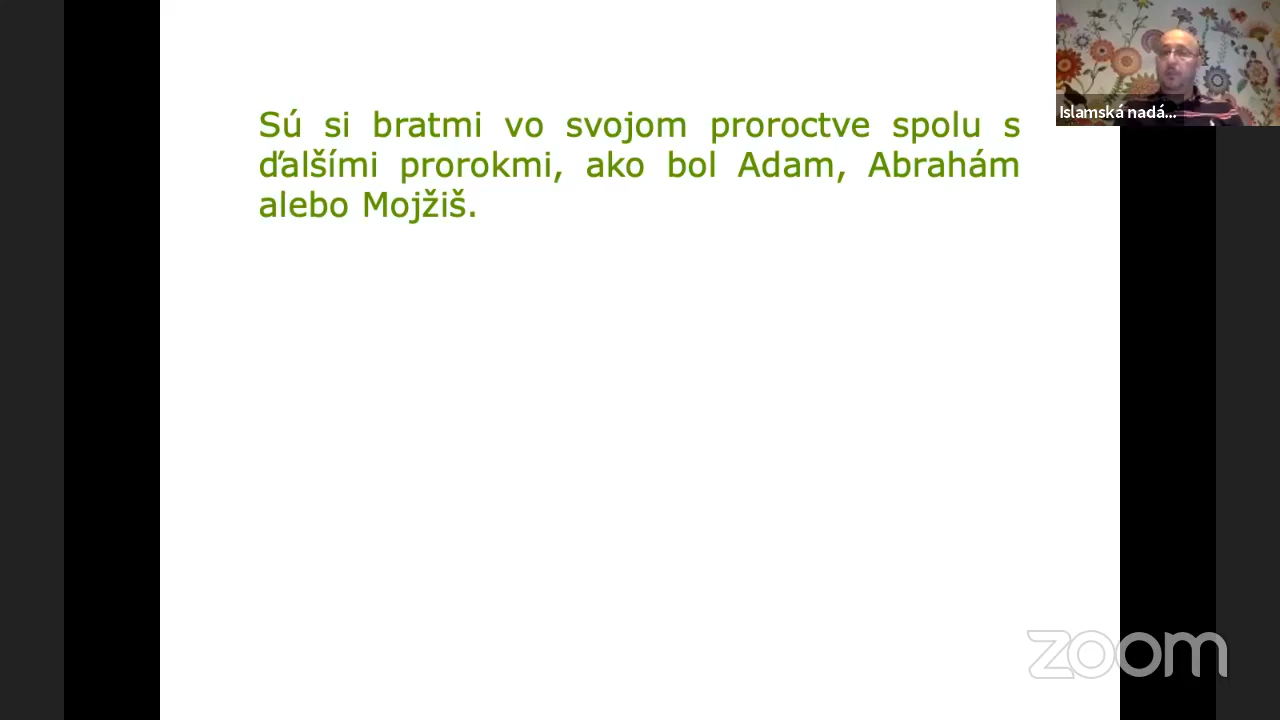 Sú si bratmi vo svojom proroctve spolu s
ďalšími prorokmi, ako bol Adam, Abrahám
alebo Mojžiš.
Islamská nadá...
zoom